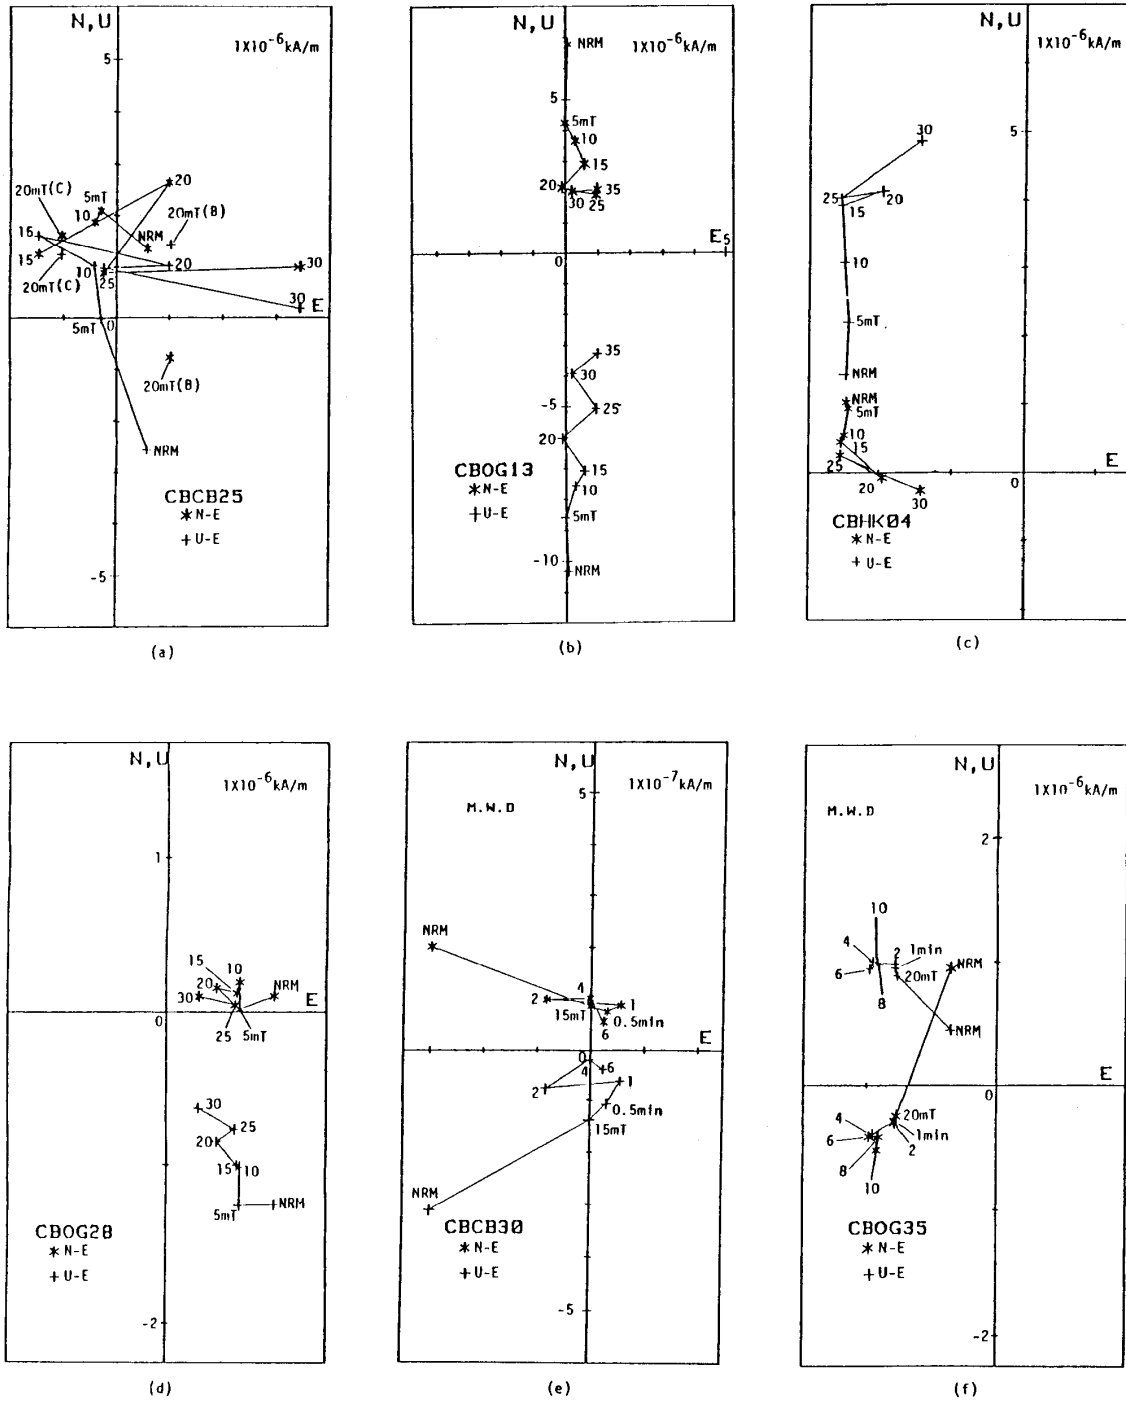 N,U
1X10⁻⁶kA/m
5
20
20mT(C)
5mT
10
20mT(B)
16
NRM
15
20mT(C)
10
25
20
30
30
E
5mT
0
20mT(B)
NRM
CBCB25
* N-E
+ U-E
-5
(a)
N,U
NRM
1X10⁻⁶kA/m
5
5mT
10
15
20
35
30
25
E
5
0
35
30
-5
25
20
15
10
5mT
-10
NRM
CBOG13
* N-E
+ U-E
(b)
N,U
1X10⁻⁶kA/m
5
30
25
20
15
10
5mT
NRM
NRM
5mT
10
15
25
20
30
E
0
CBHK04
* N-E
+ U-E
(c)
N,U
1X10⁻⁶kA/m
1
15
10
20
30
NRM
E
0
25
5mT
30
25
20
15
10
5mT
NRM
CBOG28
* N-E
+ U-E
-2
(d)
N,U
1X10⁻⁷kA/m
5
M.W.D
NRM
4
2
1
15mT
0.5min
6
E
0
4
6
2
1
0.5min
15mT
NRM
CBCB30
* N-E
+ U-E
-5
(e)
N,U
1X10⁻⁶kA/m
M.W.D
2
10
4
2
1min
6
20mT
NRM
8
NRM
E
0
4
20mT
6
1min
8
2
10
CBOG35
* N-E
+ U-E
-2
(f)